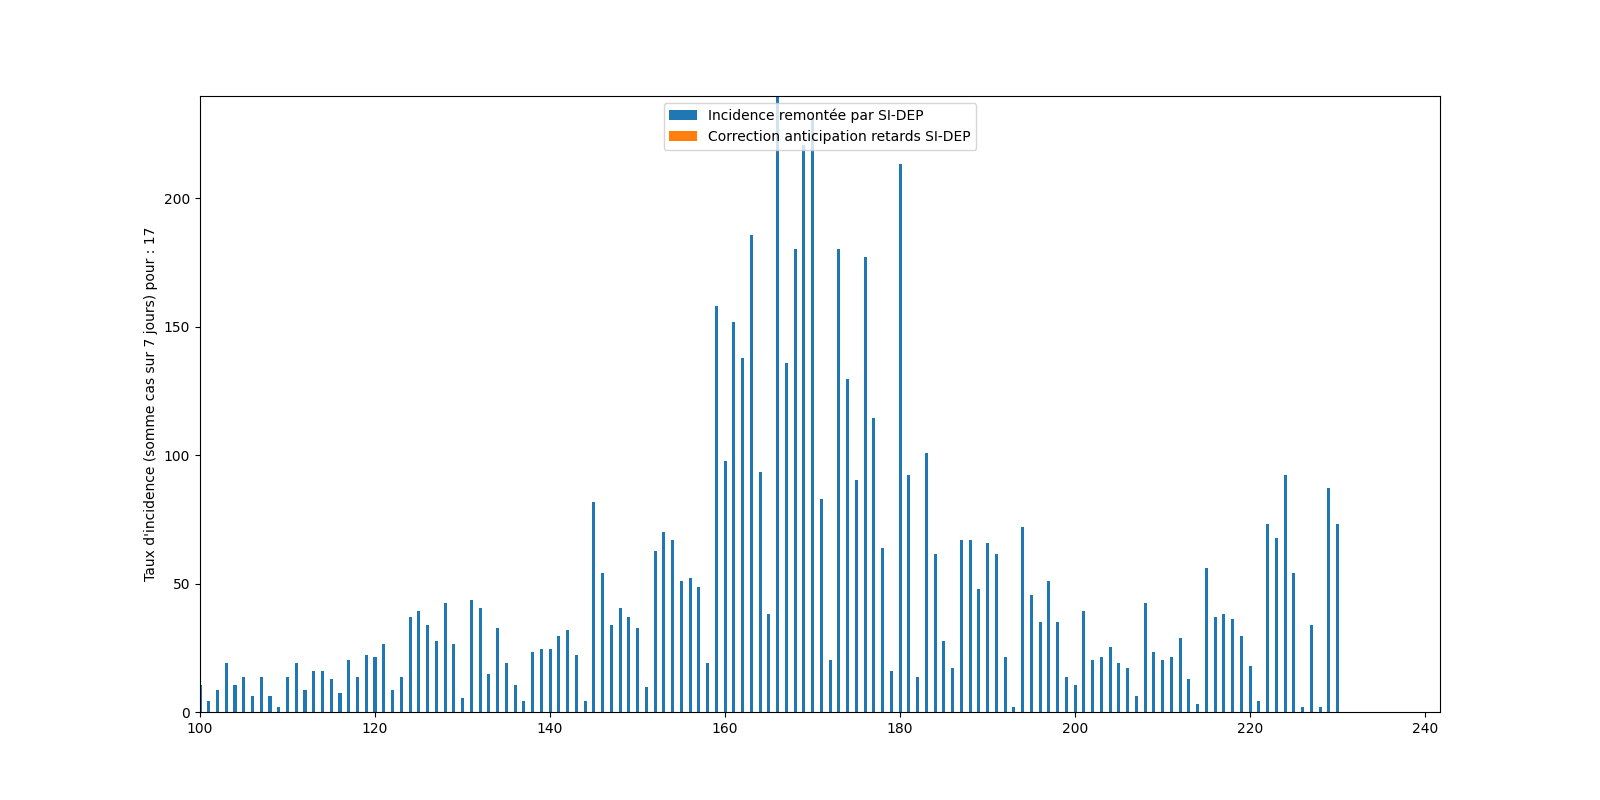 Incidence remontée par SI-DEP
Correction anticipation retards SI-DEP
Taux d'incidence (somme cas sur 7 jours) pour : 17
200
150
100
50
0
100 120 140 160 180 200 220 240